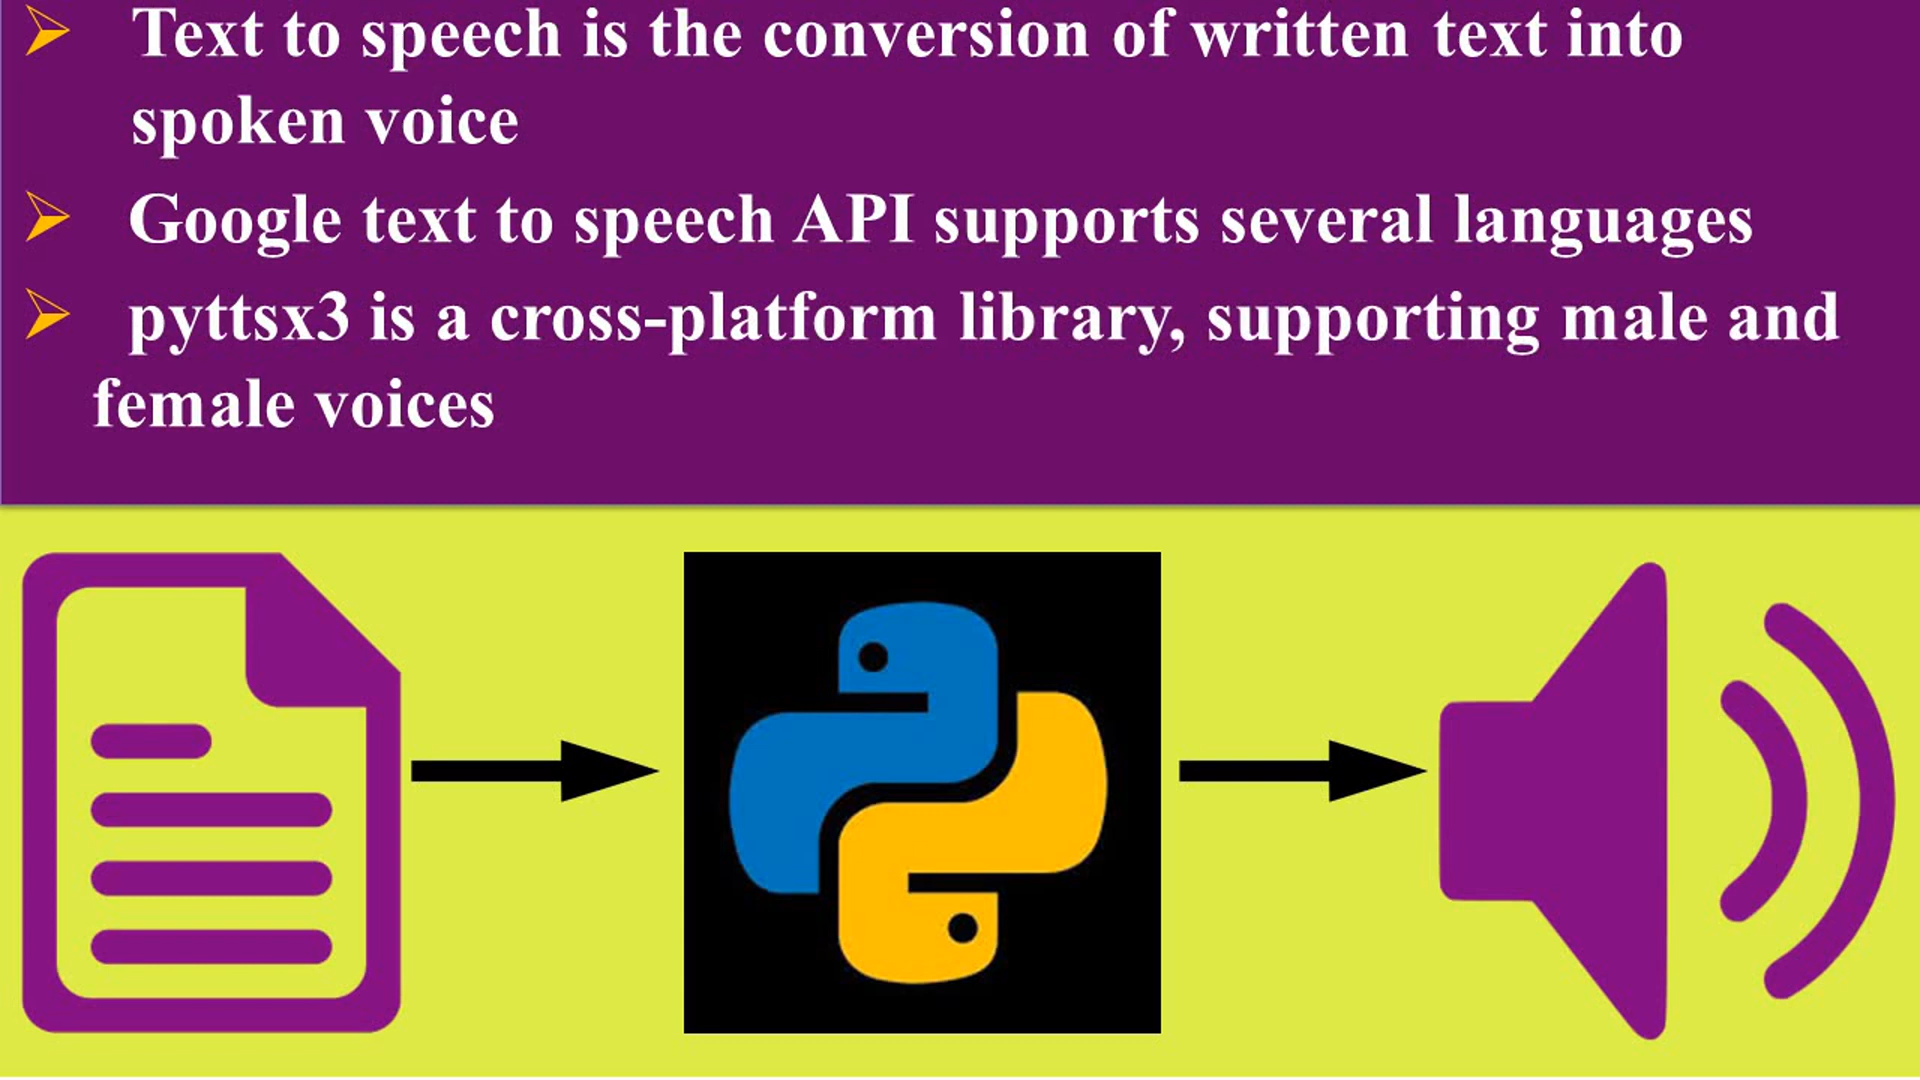 Text to speech is the conversion of written text into
spoken voice
Google text to speech API supports several languages
pyttsx3 is a cross-platform library, supporting male and
female voices